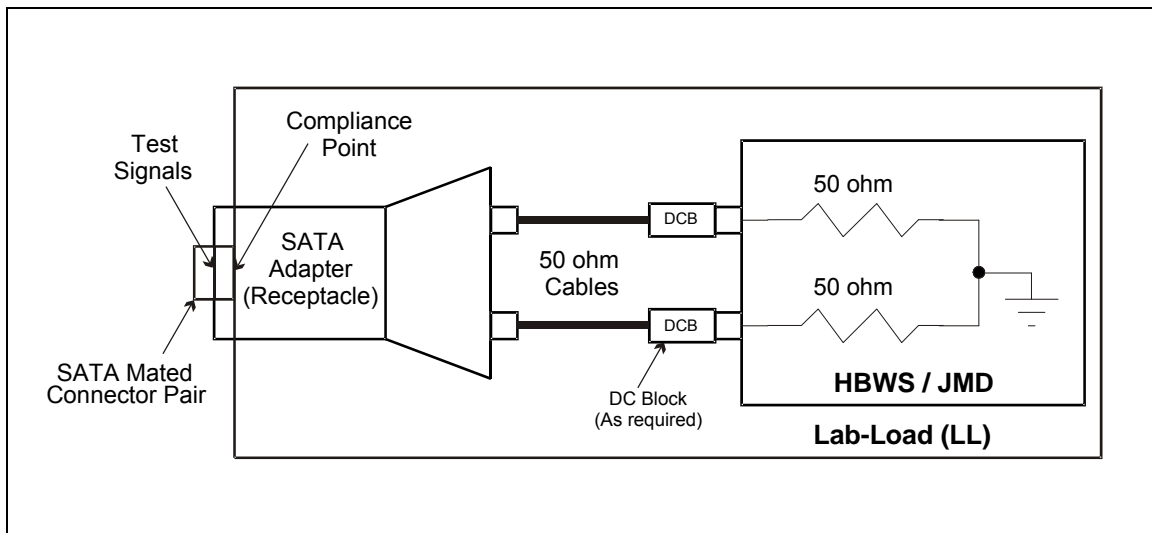 Test
Signals
Compliance
Point
SATA
Adapter
(Receptacle)
SATA Mated
Connector Pair
50 ohm
Cables
DCB
DCB
DC Block
(As required)
50 ohm
50 ohm
HBWS / JMD
Lab-Load (LL)